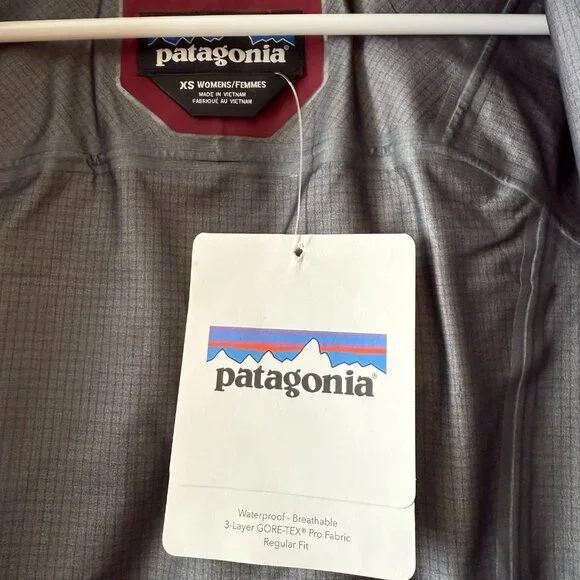 patagonia®
XS WOMENS/FEMMES
MADE IN VIETNAM
FABRIQUÉ AU VIETNAM
patagonia®
Waterproof - Breathable
3-Layer GORE-TEX® Pro Fabric
Regular Fit